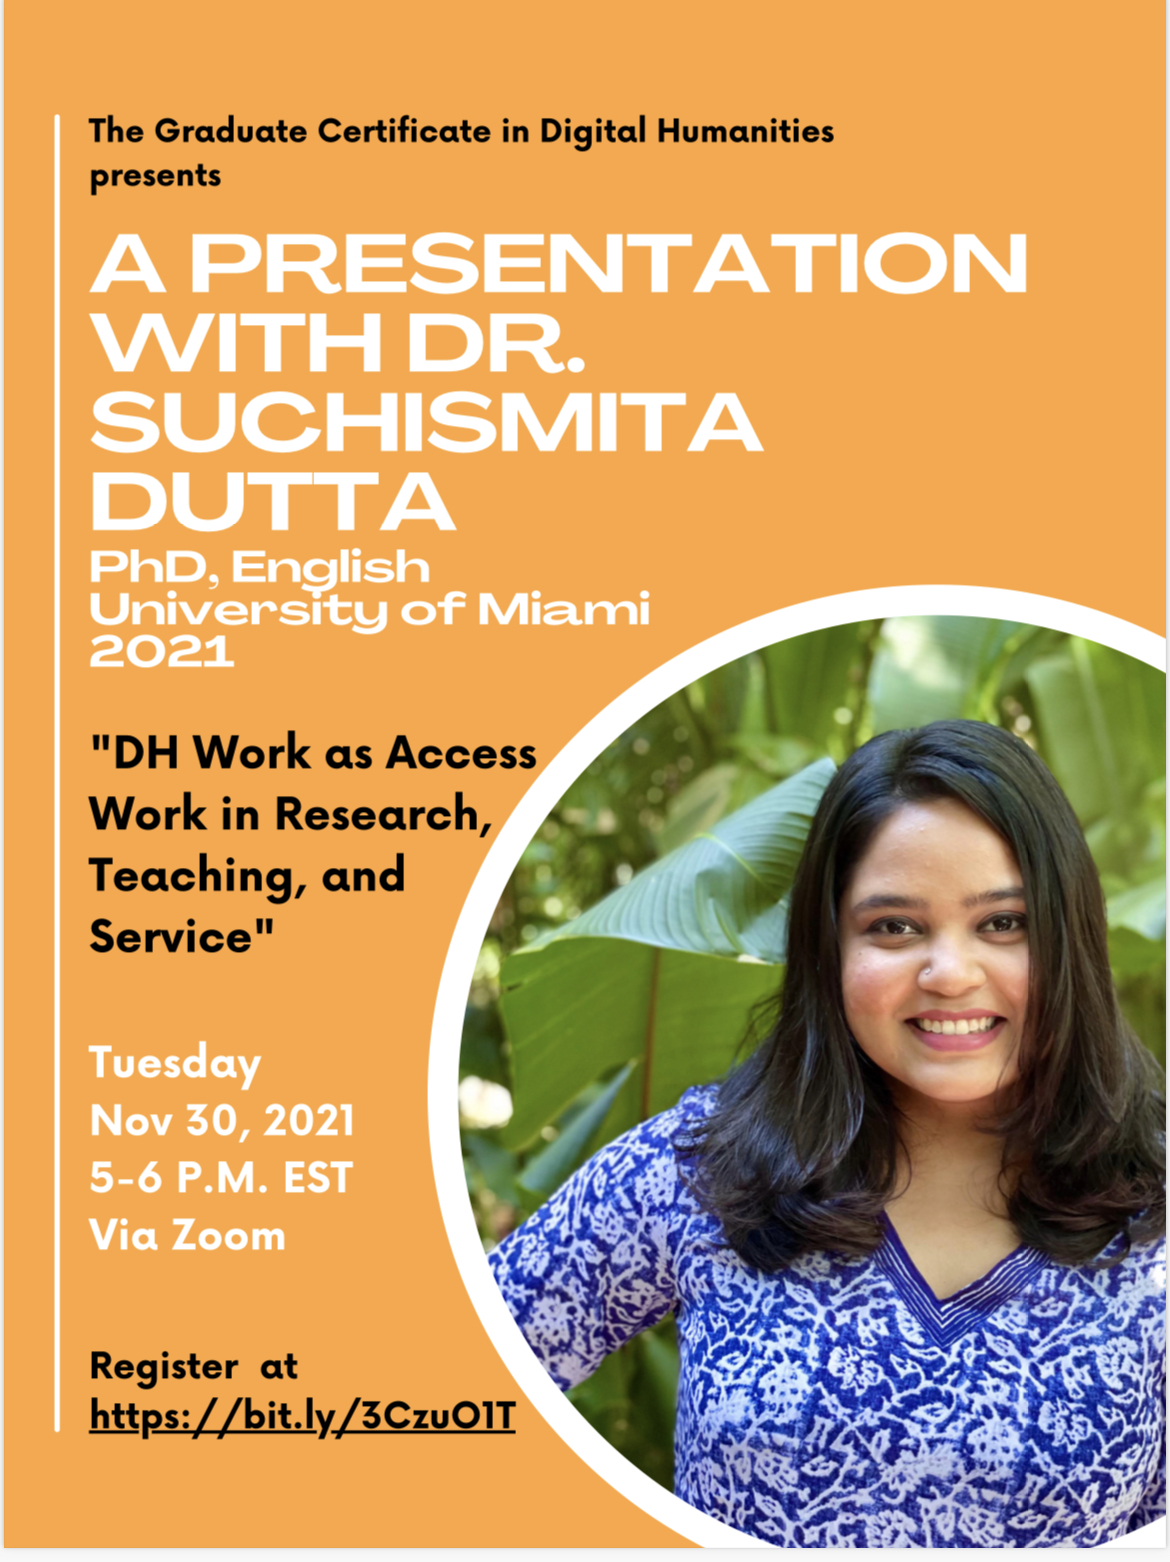 The Graduate Certificate in Digital Humanities
presents
A PRESENTATION
WITH DR.
SUCHISMITA
DUTTA
PhD, English
University of Miami
2021
"DH Work as Access
Work in Research,
Teaching, and
Service"
Tuesday
Nov 30, 2021
5-6 P.M. EST
Via Zoom
Register at
https://bit.ly/3CzuO1T